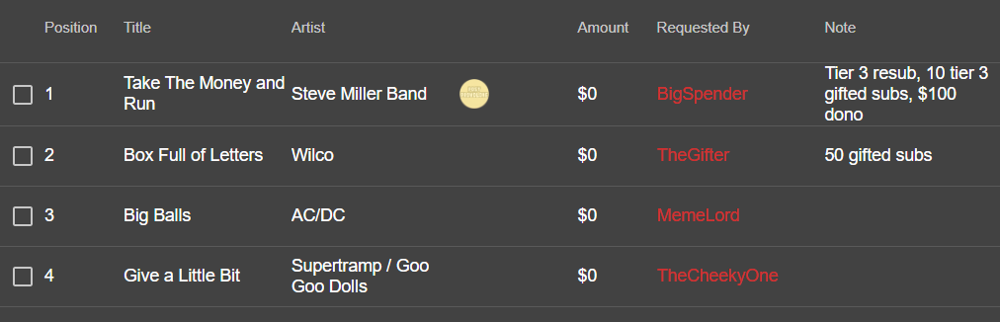 Position Title Artist Amount Requested By Note
1 Take The Money and Run Steve Miller Band $0 BigSpender Tier 3 resub, 10 tier 3 gifted subs, $100 dono
2 Box Full of Letters Wilco $0 TheGifter 50 gifted subs
3 Big Balls AC/DC $0 MemeLord
4 Give a Little Bit Supertramp / Goo Goo Dolls $0 TheCheekyOne